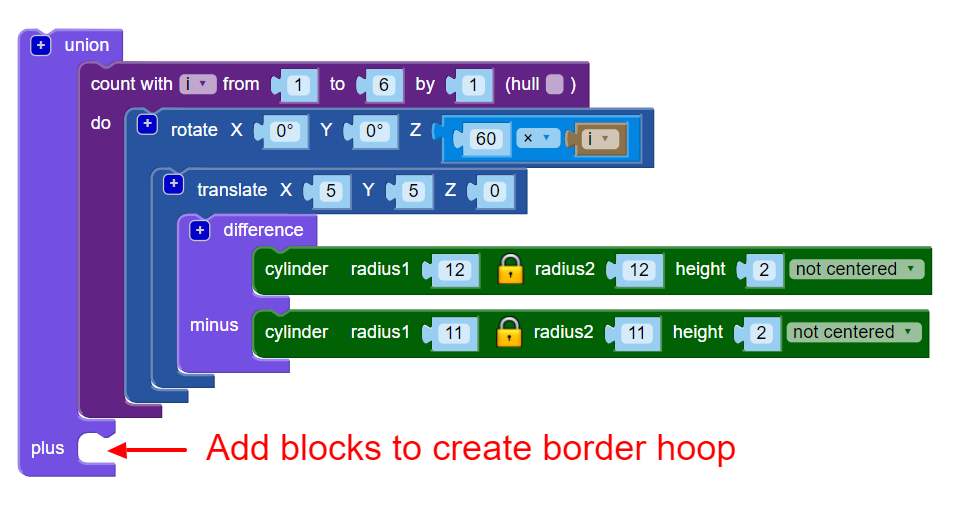 + union
count with i ▾ from 1 to 6 by 1 (hull )
do + rotate X 0° Y 0° Z 60 × ▾ i ▾
+ translate X 5 Y 5 Z 0
+ difference
cylinder radius1 12 radius2 12 height 2 not centered ▾
minus cylinder radius1 11 radius2 11 height 2 not centered ▾
plus Add blocks to create border hoop